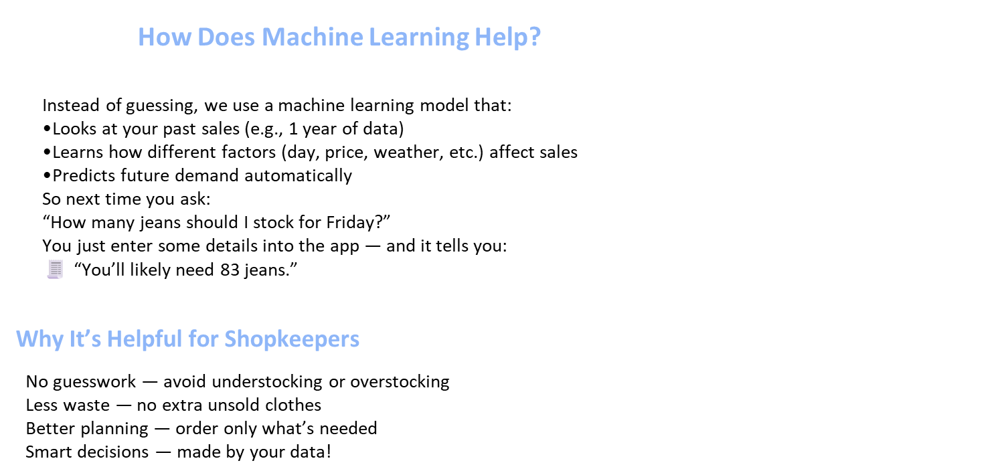 How Does Machine Learning Help?
Instead of guessing, we use a machine learning model that:
•Looks at your past sales (e.g., 1 year of data)
•Learns how different factors (day, price, weather, etc.) affect sales
•Predicts future demand automatically
So next time you ask:
“How many jeans should I stock for Friday?”
You just enter some details into the app — and it tells you:
“You’ll likely need 83 jeans.”
Why It’s Helpful for Shopkeepers
No guesswork — avoid understocking or overstocking
Less waste — no extra unsold clothes
Better planning — order only what’s needed
Smart decisions — made by your data!